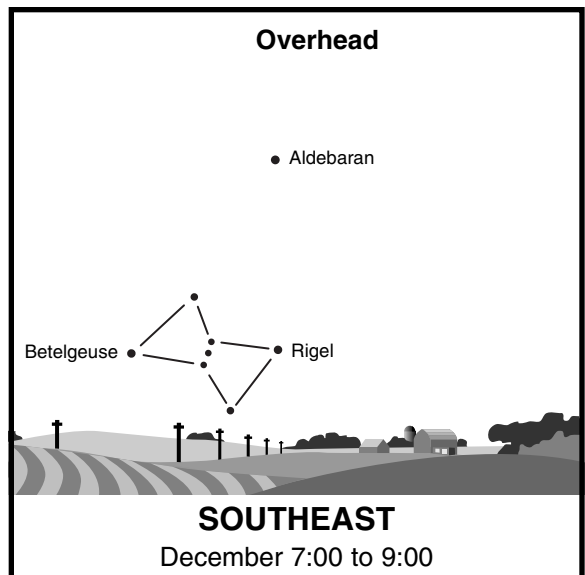 Overhead
Aldebaran
Betelgeuse
Rigel
SOUTHEAST
December 7:00 to 9:00